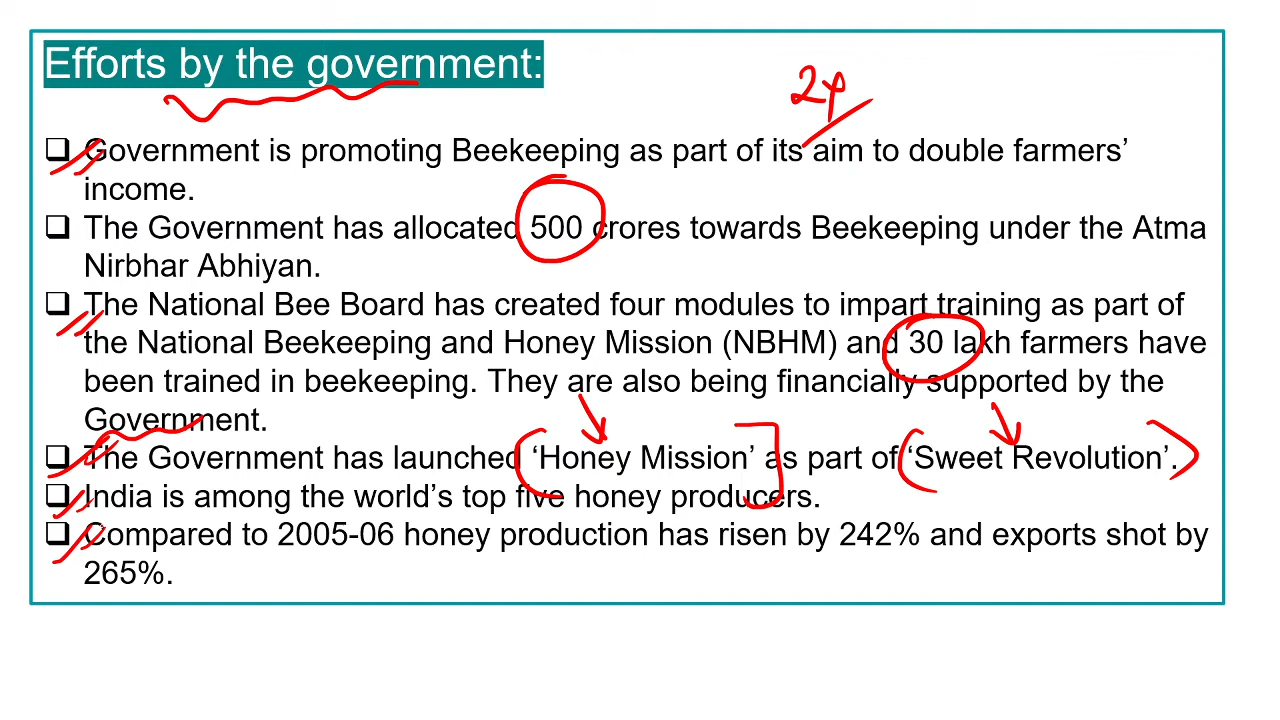 Efforts by the government:
Government is promoting Beekeeping as part of its aim to double farmers’
income.
The Government has allocated 500 crores towards Beekeeping under the Atma
Nirbhar Abhiyan.
The National Bee Board has created four modules to impart training as part of
the National Beekeeping and Honey Mission (NBHM) and 30 lakh farmers have
been trained in beekeeping. They are also being financially supported by the
Government.
The Government has launched ‘Honey Mission’ as part of ‘Sweet Revolution’.
India is among the world’s top five honey producers.
Compared to 2005-06 honey production has risen by 242% and exports shot by
265%.